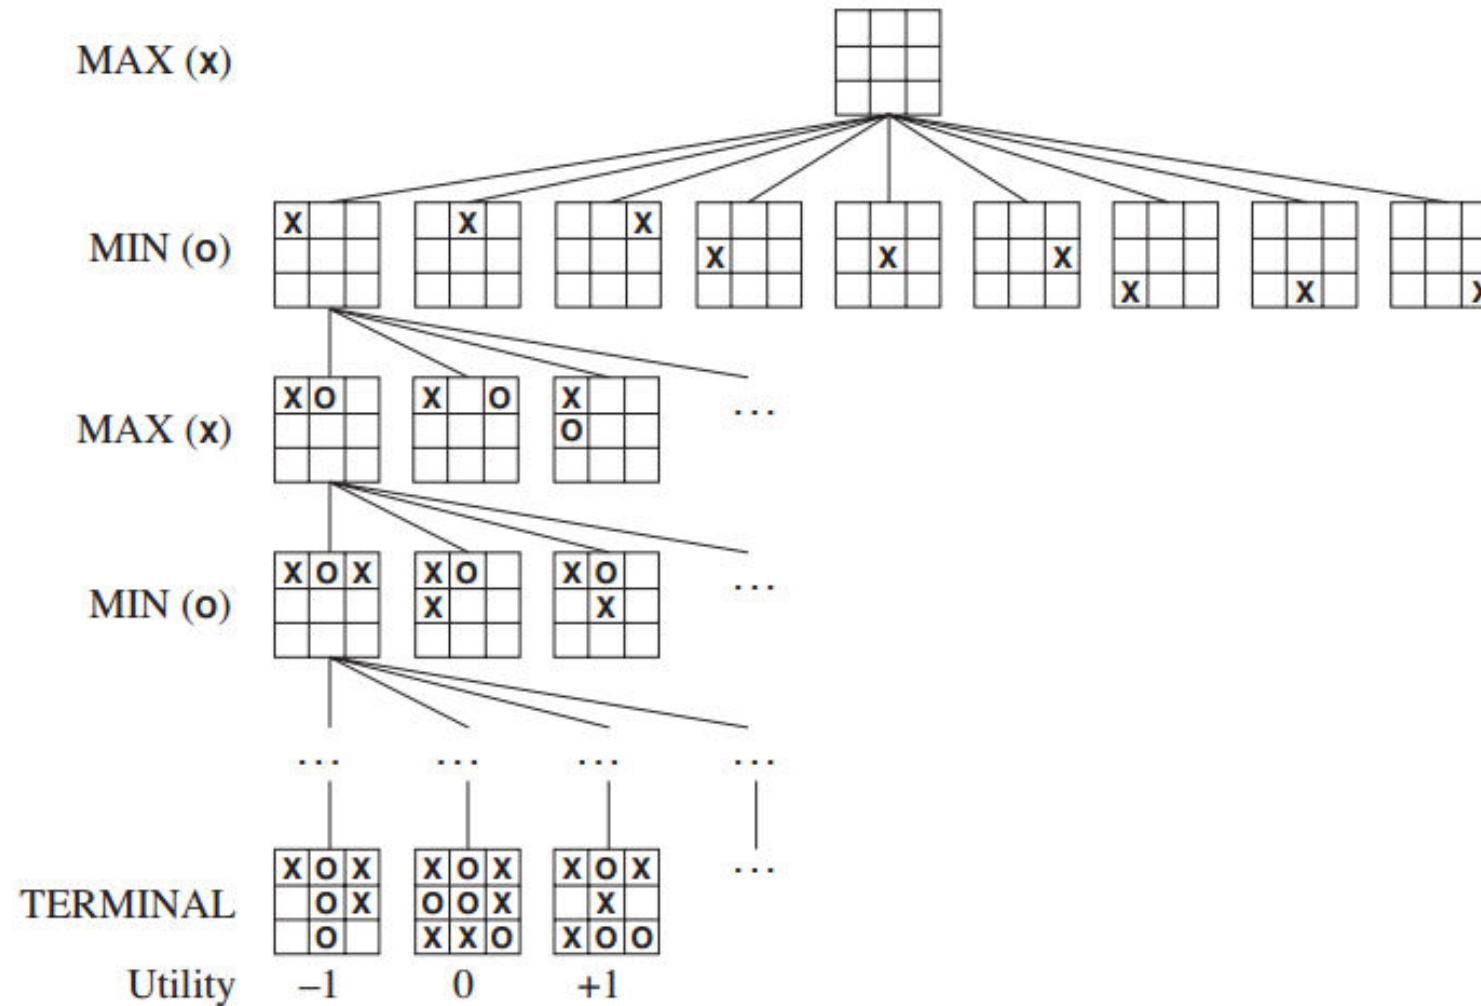 MAX (X)
MIN (O)
X X X X X X X X X
MAX (X)
X O X O X
O
...
MIN (O)
X O X X O X O
X X
...
... ... ... ...
TERMINAL
X O X X O X X O X
O X O O X X
O X X O X O O
...
Utility –1 0 +1